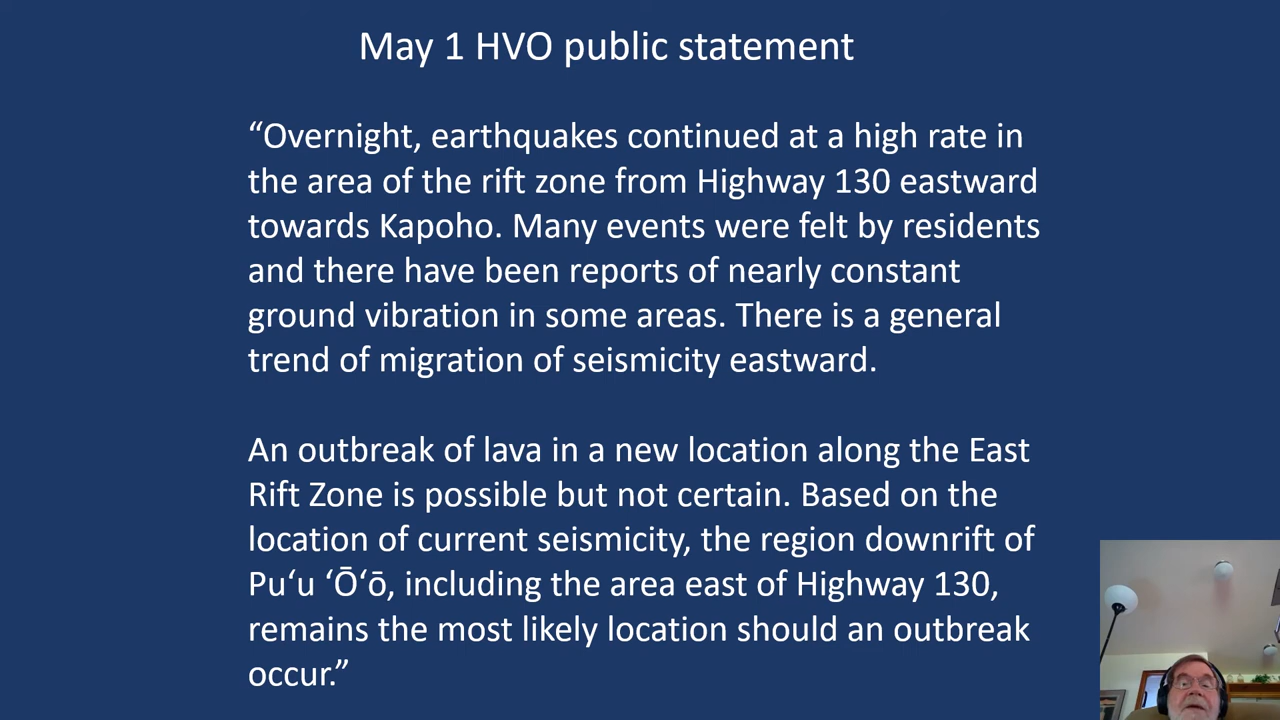 May 1 HVO public statement
“Overnight, earthquakes continued at a high rate in
the area of the rift zone from Highway 130 eastward
towards Kapoho. Many events were felt by residents
and there have been reports of nearly constant
ground vibration in some areas. There is a general
trend of migration of seismicity eastward.
An outbreak of lava in a new location along the East
Rift Zone is possible but not certain. Based on the
location of current seismicity, the region downrift of
Puʻu ʻŌʻō, including the area east of Highway 130,
remains the most likely location should an outbreak
occur.”